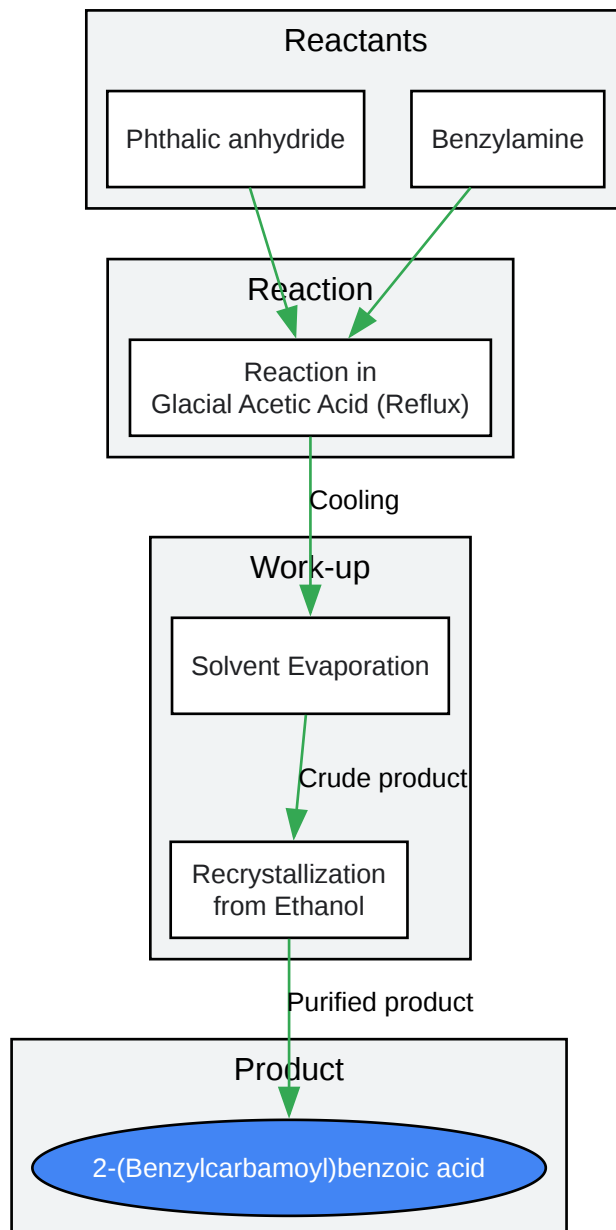 Reactants
Phthalic anhydride
Benzylamine
Reaction
Reaction in
Glacial Acetic Acid (Reflux)
Cooling
Work-up
Solvent Evaporation
Crude product
Recrystallization
from Ethanol
Purified product
Product
2-(Benzylcarbamoyl)benzoic acid